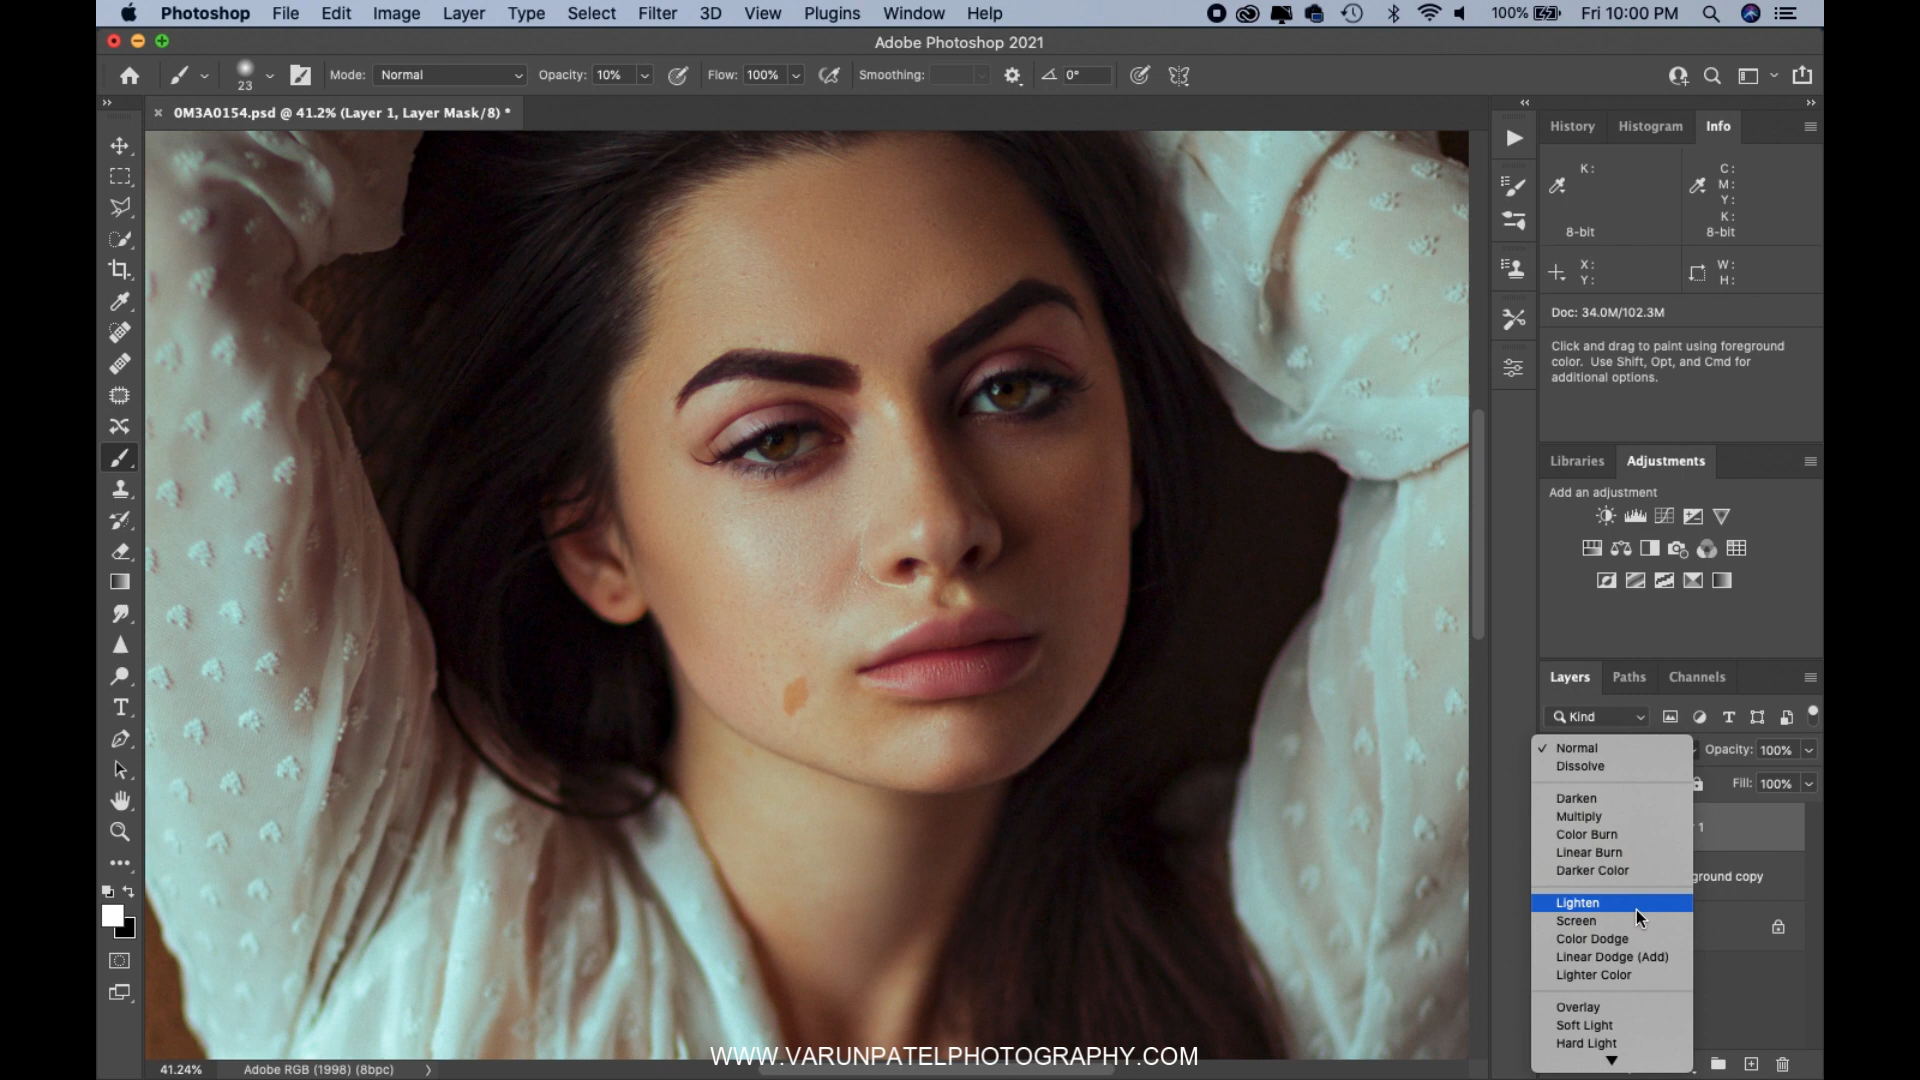 Photoshop File Edit Image Layer Type Select Filter 3D View Plugins Window Help 100% Fri 10:00 PM
Adobe Photoshop 2021
23 Mode: Normal Opacity: 10% Flow: 100% Smoothing: 0°
0M3A0154.psd @ 41.2% (Layer 1, Layer Mask/8) *
History Histogram Info
K: C:
M:
Y:
K:
8-bit 8-bit
X: W:
Y: H:
Doc: 34.0M/102.3M
Click and drag to paint using foreground
color. Use Shift, Opt, and Cmd for
additional options.
Libraries Adjustments
Add an adjustment
Layers Paths Channels
Kind
Normal Opacity: 100%
Dissolve
Fill: 100%
Darken
Multiply
1
Color Burn
Linear Burn
Darker Color
ground copy
Lighten
Screen
Color Dodge
Linear Dodge (Add)
Lighter Color
Overlay
Soft Light
Hard Light
WWW.VARUNPATELPHOTOGRAPHY.COM
41.24% Adobe RGB (1998) (8bpc)